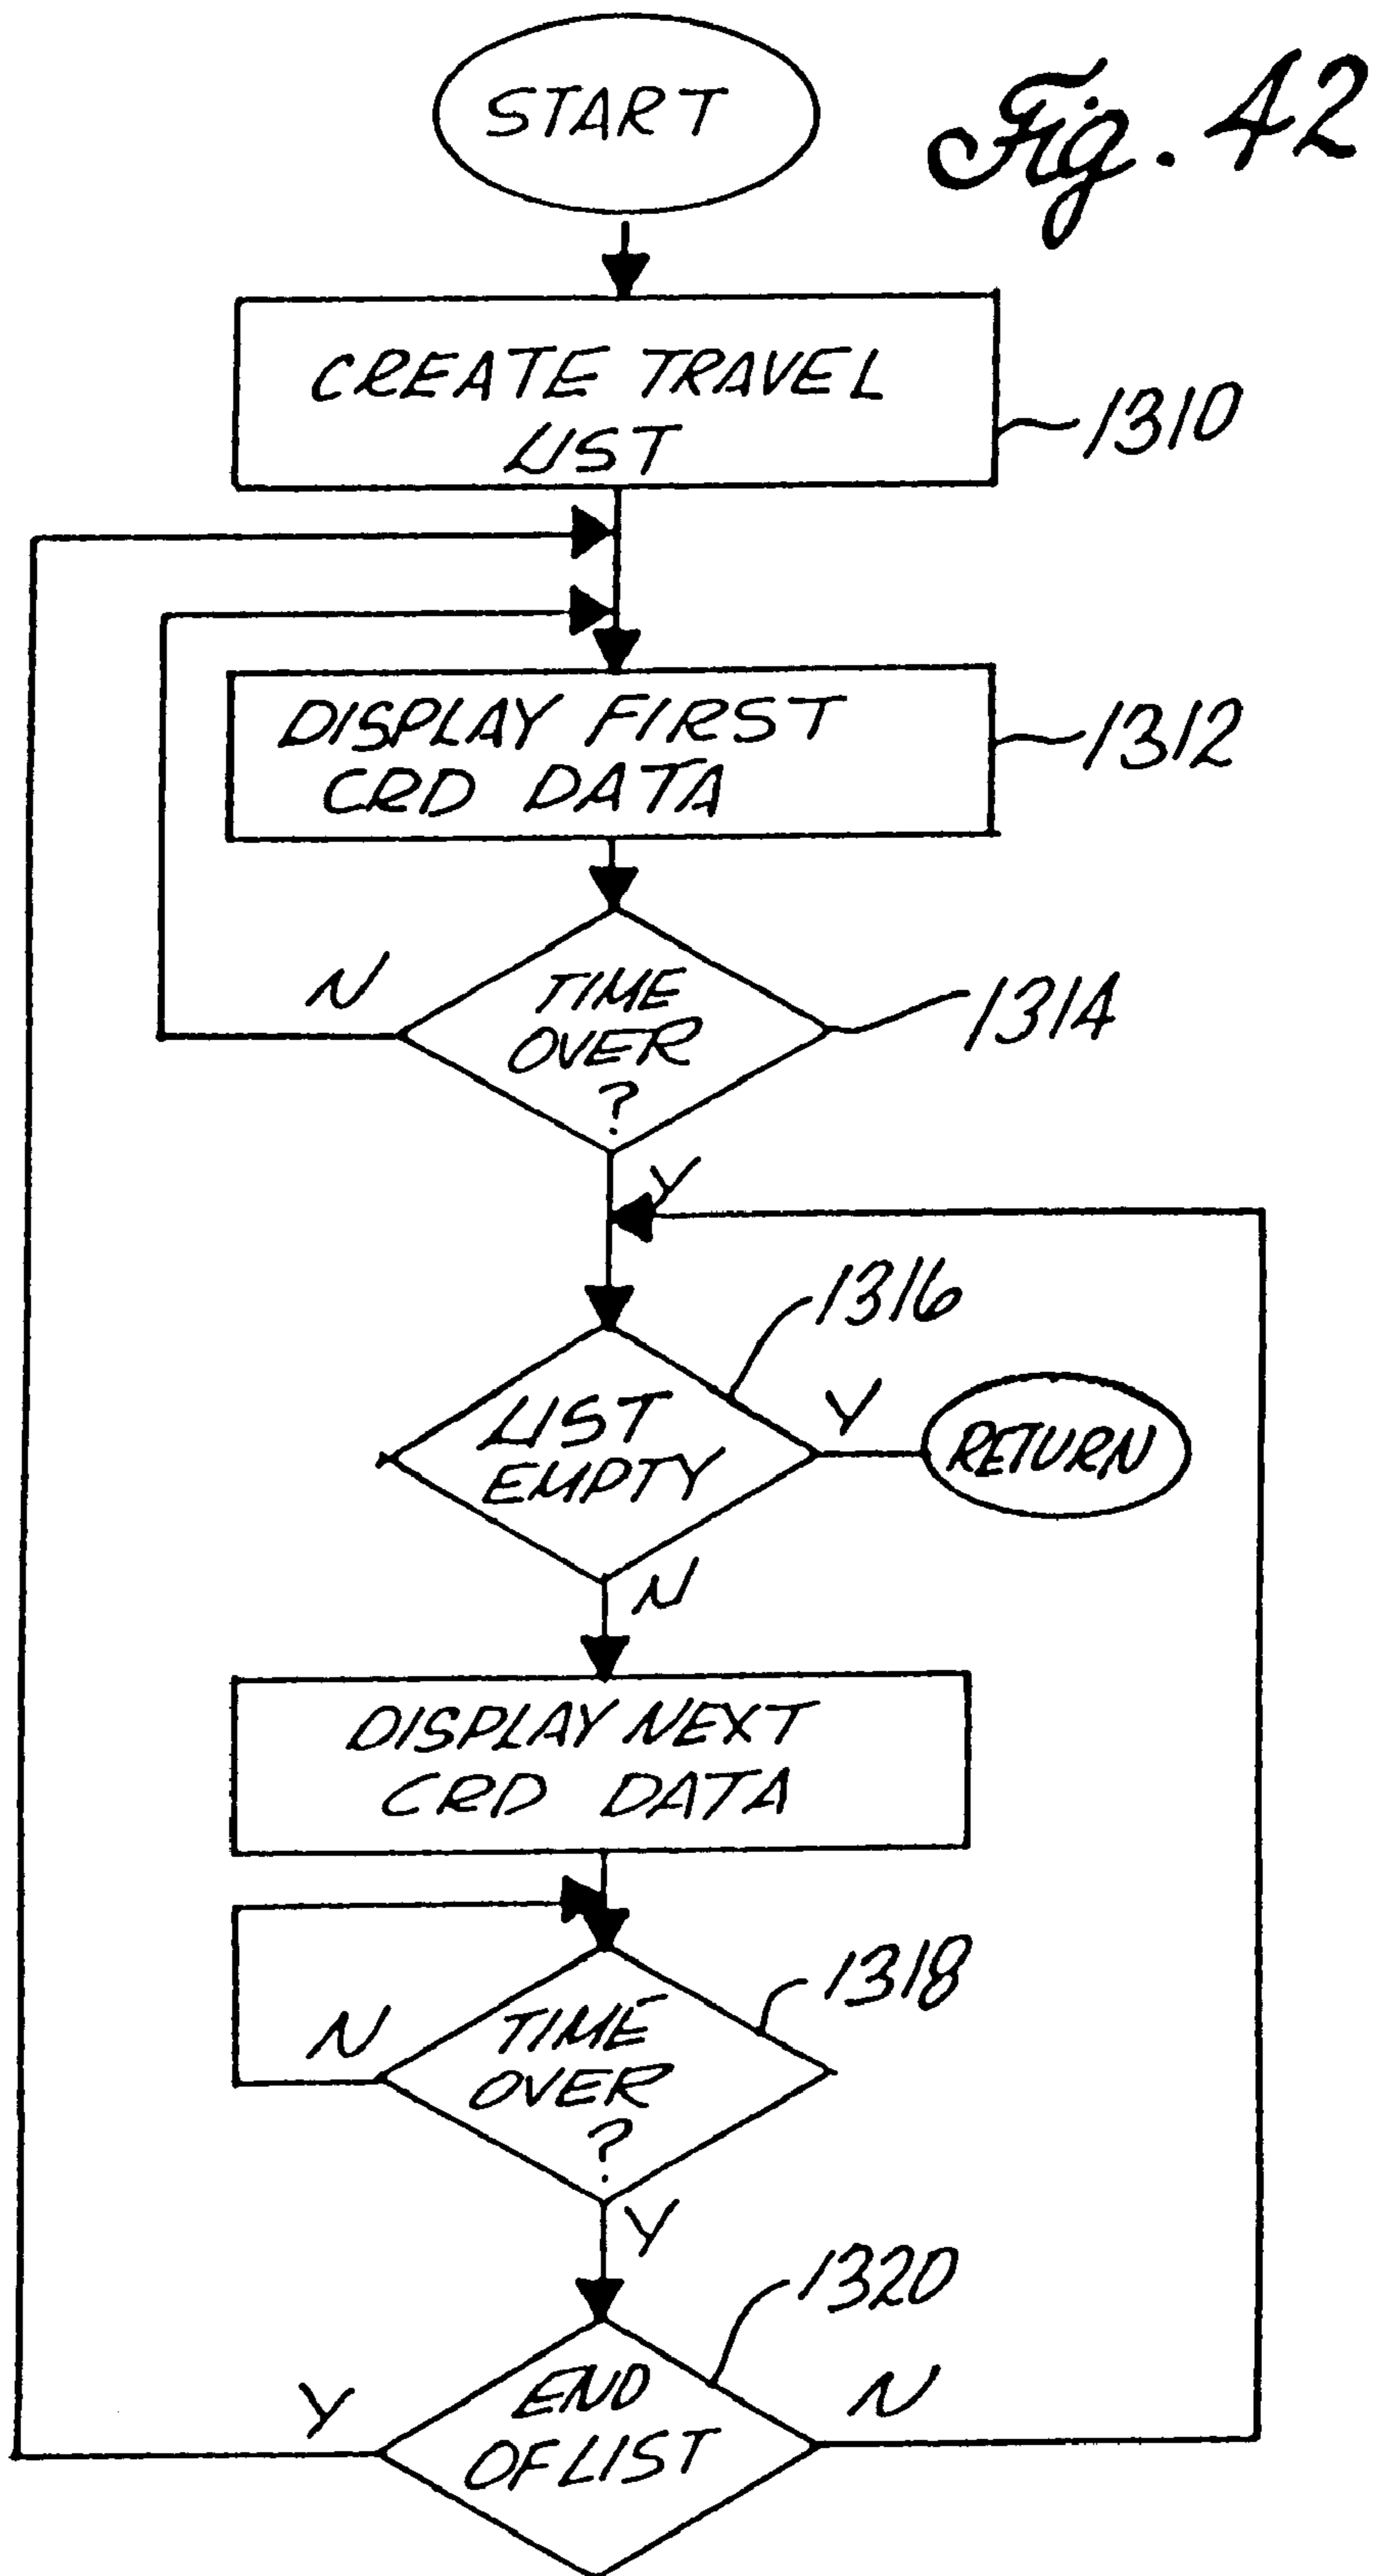 START
Fig. 42
CREATE TRAVEL
LIST
1310
DISPLAY FIRST
CRD DATA
1312
N
TIME
OVER
?
1314
Y
1316
LIST
EMPTY
Y
RETURN
N
DISPLAY NEXT
CRD DATA
1318
N
TIME
OVER
?
Y
1320
Y
END
OF LIST
N